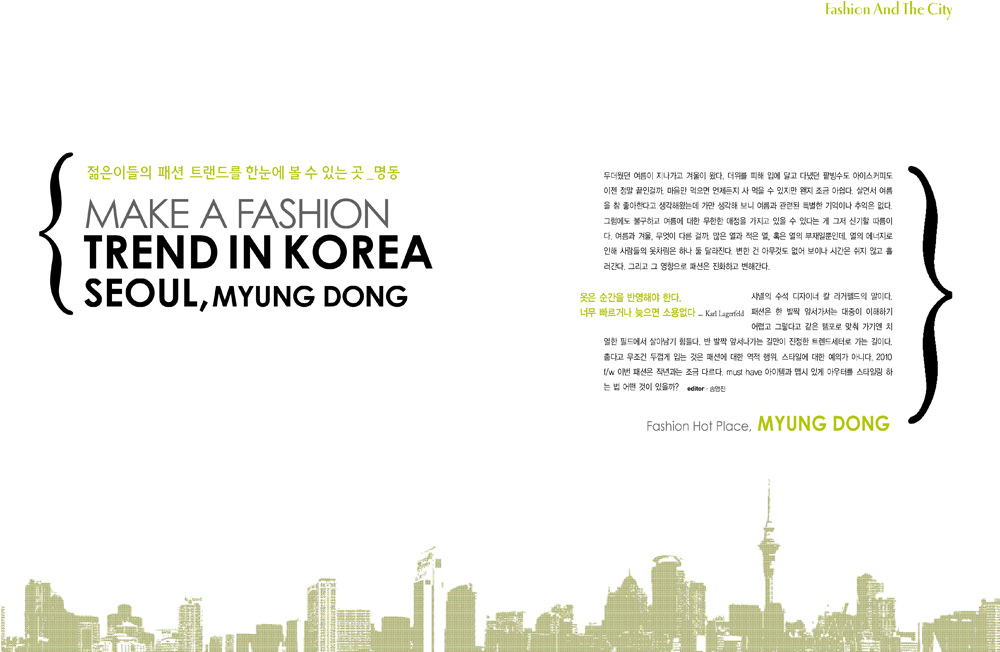 Fashion And The City
젊은이들의 패션 트랜드를 한눈에 볼 수 있는 곳 _명동
MAKE A FASHION
TREND IN KOREA
SEOUL, MYUNG DONG
무더웠던 여름이 지나가고 겨울이 왔다. 더위를 피해 입에 달고 다녔던 팥빙수도 아이스커피도
이젠 정말 끝인걸까. 마음만 먹으면 언제든지 사 먹을 수 있지만 왠지 조금 아쉽다. 살면서 여름
을 참 좋아한다고 생각해왔는데 가만 생각해 보니 여름과 관련된 특별한 기억이나 추억은 없다.
그럼에도 불구하고 여름에 대한 무한한 애정을 가지고 있을 수 있다는 게 그저 신기할 따름이
다. 여름과 겨울, 무엇이 다른 걸까. 많은 열과 적은 열, 혹은 열의 부재일뿐인데. 열의 에너지로
인해 사람들의 옷차림은 하나 둘 달라진다. 변한 건 아무것도 없어 보이나 시간은 쉬지 않고 흘
러간다. 그리고 그 영향으로 패션은 진화하고 변해간다.
옷은 순간을 반영해야 한다.
너무 빠르거나 늦으면 소용없다 _ Karl Lagerfeld
샤넬의 수석 디자이너 칼 라거펠드의 말이다.
패션은 한 발짝 앞서가서는 대중이 이해하기
어렵고 그렇다고 같은 템포로 맞춰 가기엔 치
열한 필드에서 살아남기 힘들다. 반 발짝 앞서나가는 길만이 진정한 트렌드세터로 가는 길이다.
춥다고 무조건 두껍게 입는 것은 패션에 대한 역적 행위, 스타일에 대한 예의가 아니다. 2010
f/w 이번 패션은 작년과는 조금 다르다. must have 아이템과 맵시 있게 아우터를 스타일링 하
는 법 어떤 것이 있을까? editor · 송영진
Fashion Hot Place, MYUNG DONG